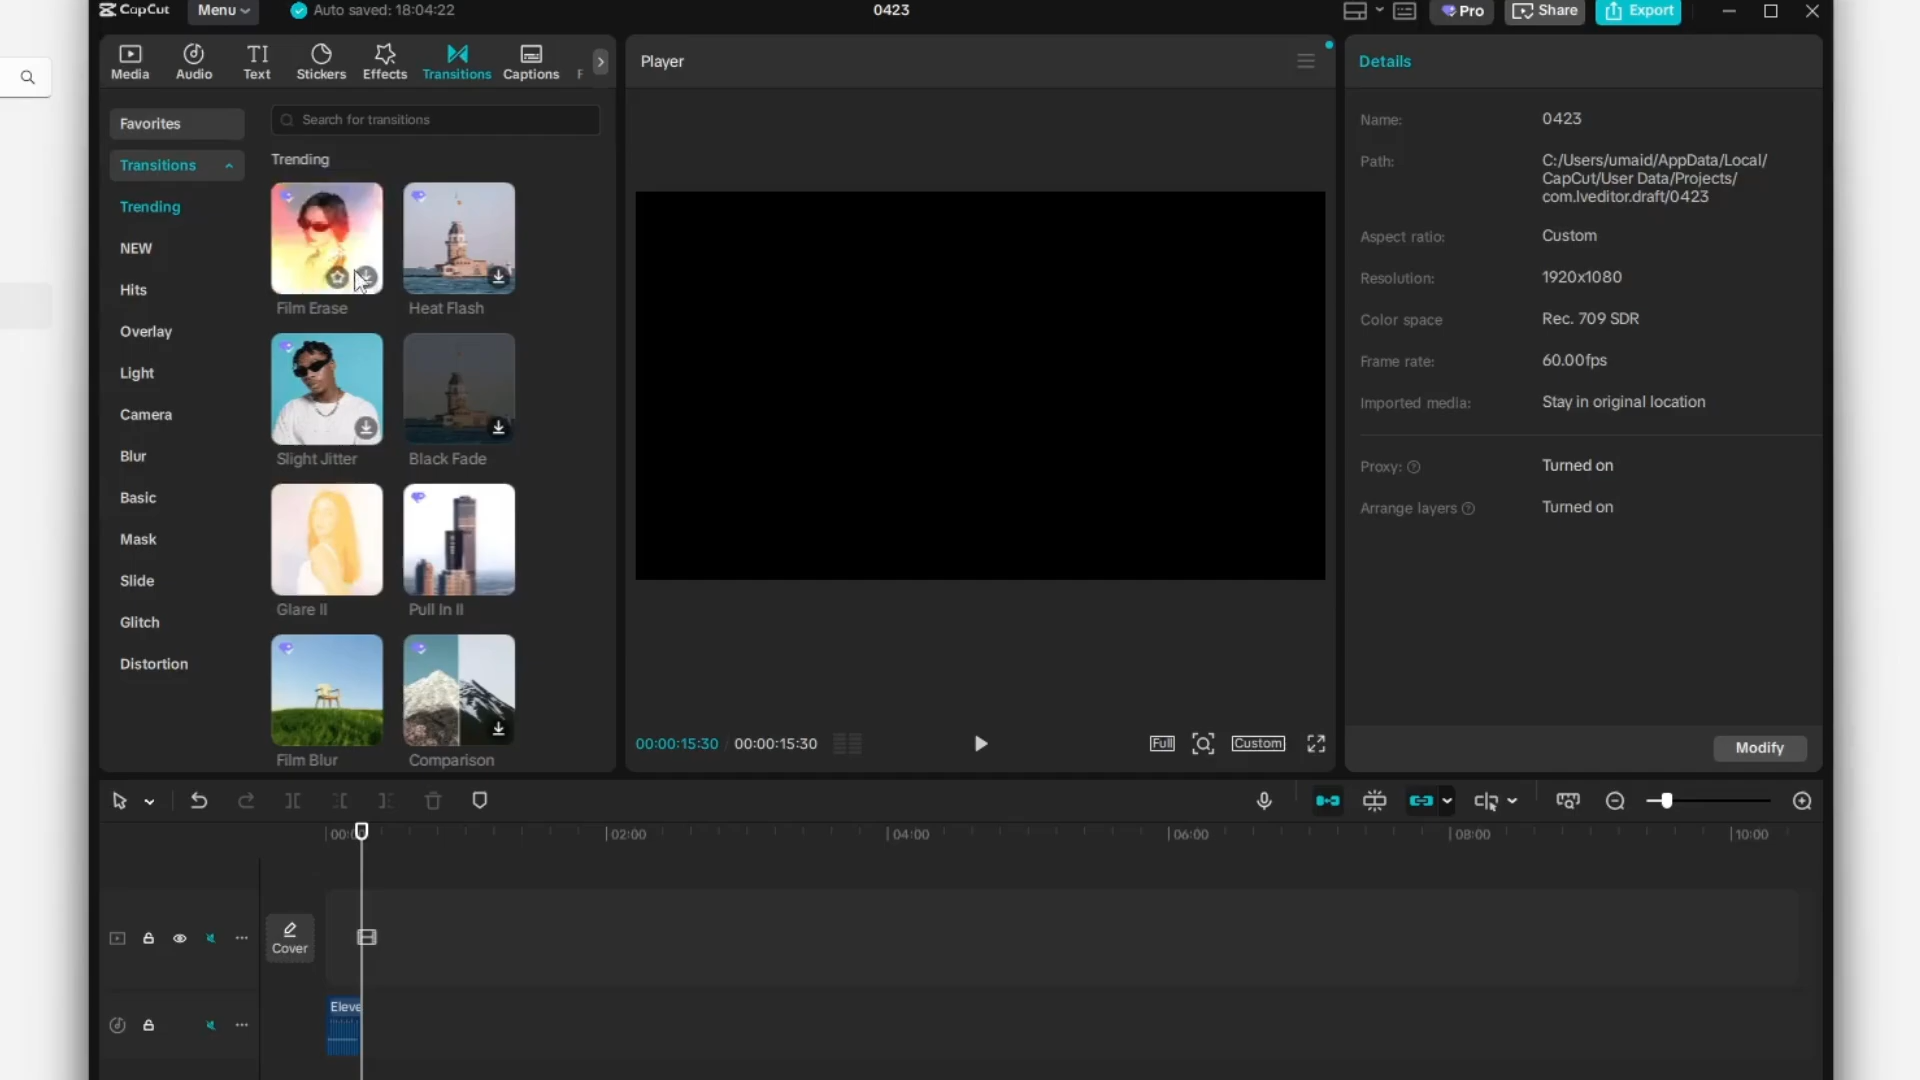 CapCut Menu Auto saved: 18:04:22 0423 Pro Share Export
Media Audio Text Stickers Effects Transitions Captions F
Player
Details
Favorites
Transitions
Trending
NEW
Hits
Overlay
Light
Camera
Blur
Basic
Mask
Slide
Glitch
Distortion
Search for transitions
Trending
Film Erase Heat Flash
Slight Jitter Black Fade
Glare II Pull In II
Film Blur Comparison
00:00:15:30 / 00:00:15:30 Full Custom
Name: 0423
Path: C:/Users/umaid/AppData/Local/
CapCut/User Data/Projects/
com.lveditor.draft/0423
Aspect ratio: Custom
Resolution: 1920x1080
Color space Rec. 709 SDR
Frame rate: 60.00fps
Imported media: Stay in original location
Proxy: Turned on
Arrange layers Turned on
Modify
02:00 04:00 06:00 08:00 10:00
Cover
Eleve